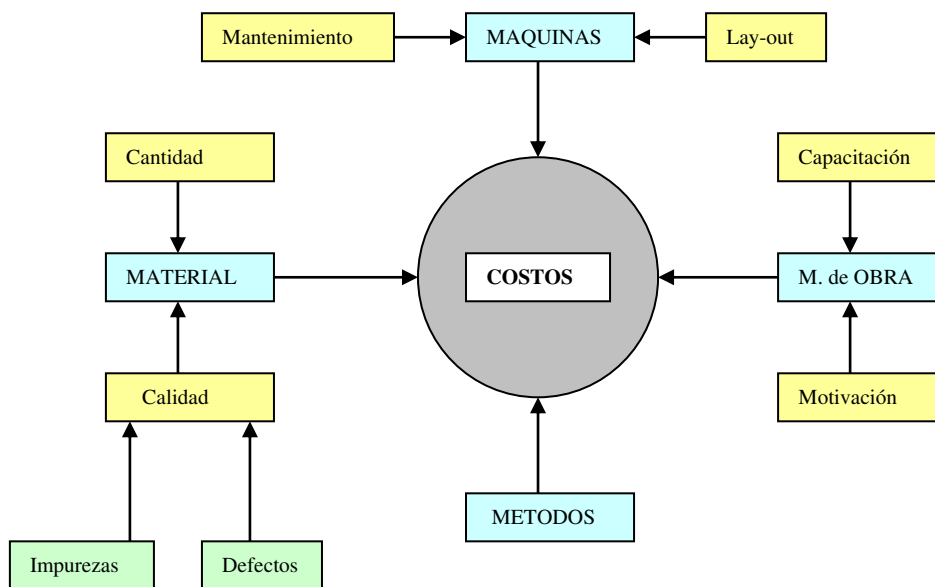 Mantenimiento
MAQUINAS
Lay-out
Cantidad
Capacitación
MATERIAL
COSTOS
M. de OBRA
Calidad
Motivación
METODOS
Impurezas
Defectos